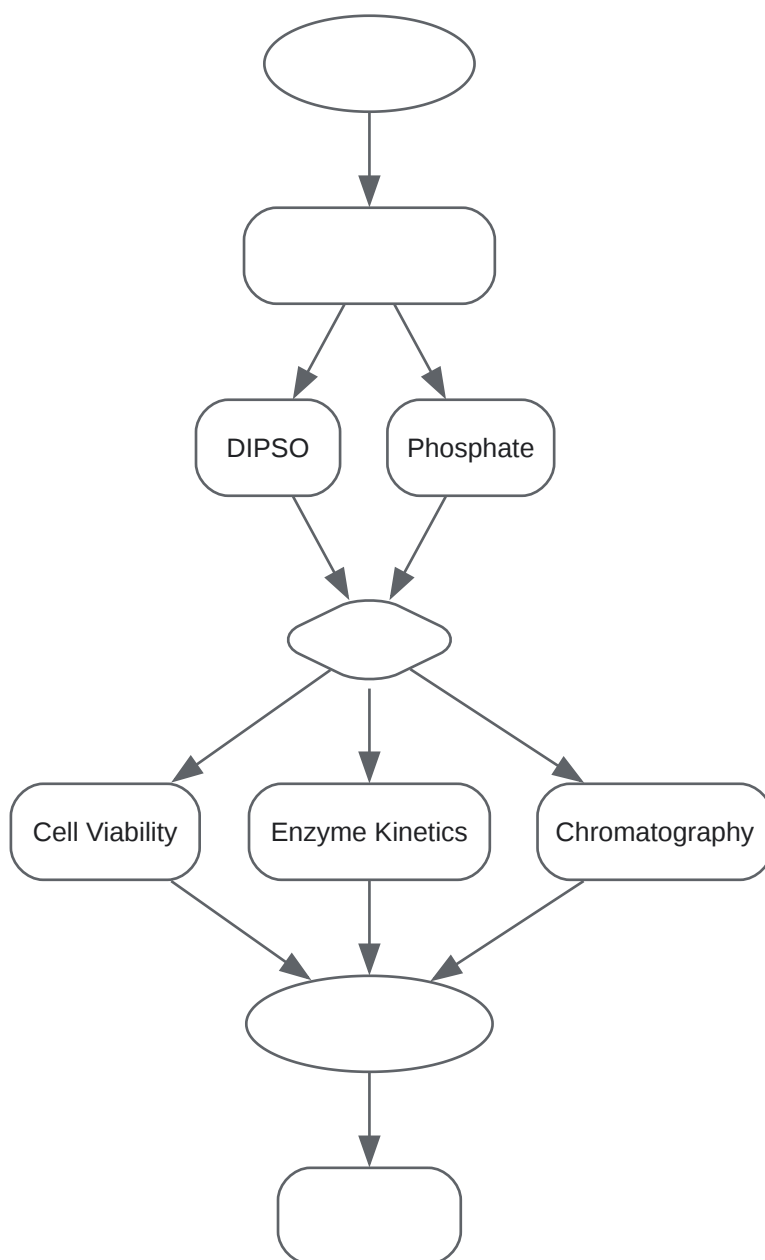 DIPSO
Phosphate
Cell Viability
Enzyme Kinetics
Chromatography